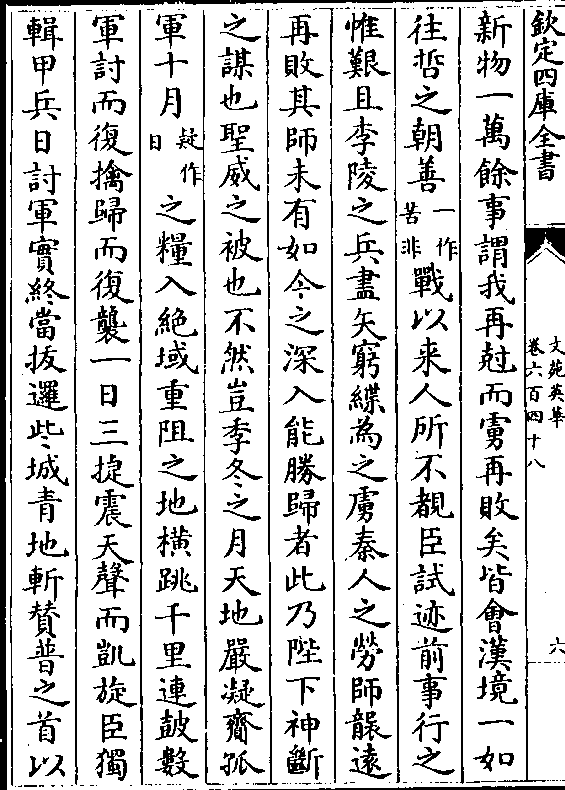 欽定四庫全書
文苑英華
卷六百四十八
六
新物一萬餘事謂我再尅而虜再敗矣皆會漢境一如
往哲之朝善一作苦非戰以来人所不覩臣試迹前事行之
惟艱且李陵之兵盡矢窮緤為之虜秦人之勞師襲遠
再敗其師未有如今之深入能勝歸者此乃陛下神斷
之謀也聖威之被也不然豈季冬之月天地嚴凝齎孤
軍十月疑作日之糧入絶域重阻之地横跳千里連鼓數
軍討而復擒歸而復襲一日三捷震天聲而凱旋臣獨
輯甲兵日討軍實終當抜邏些城青地斬賛普之首以